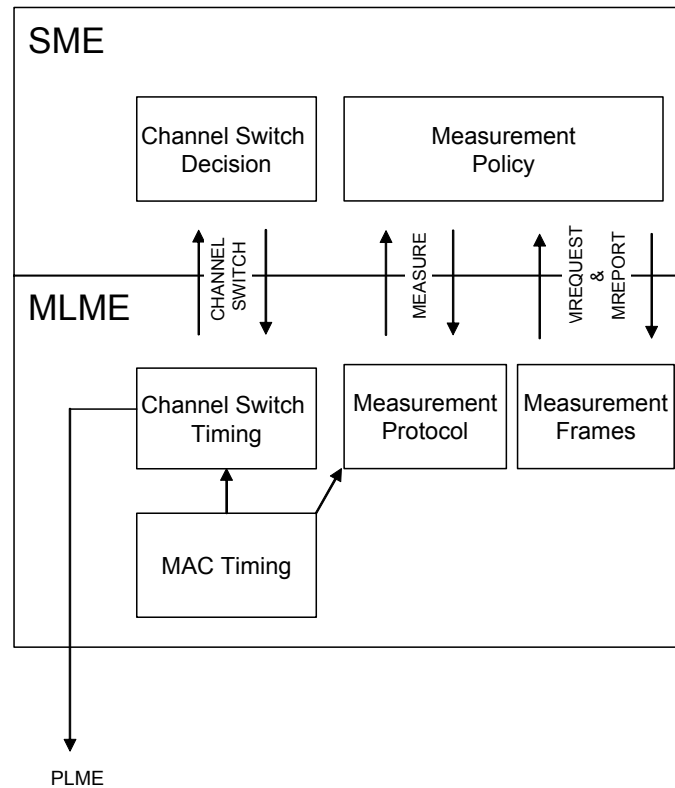 SME
Channel Switch
Decision
Measurement
Policy
CHANNEL
SWITCH
MEASURE
MREQUEST
&
MREPORT
MLME
Channel Switch
Timing
Measurement
Protocol
Measurement
Frames
MAC Timing
PLME